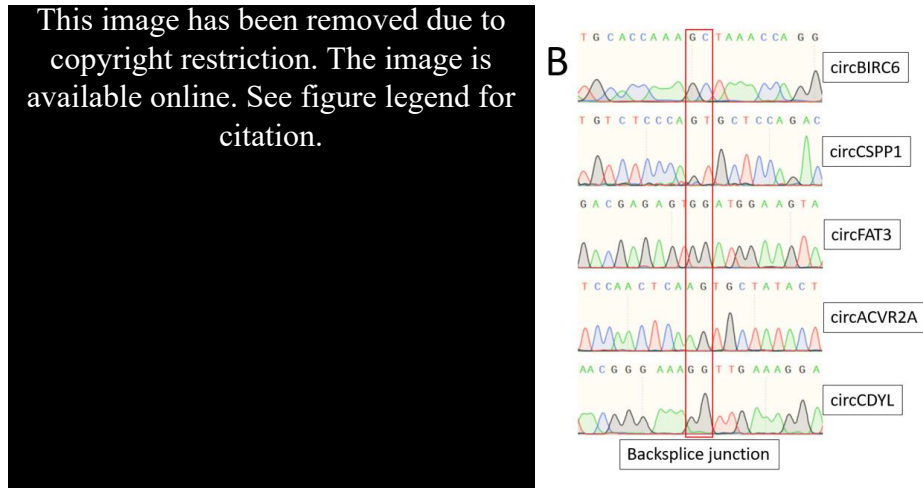 This image has been removed due to
copyright restriction. The image is
available online. See figure legend for
citation.
B
T G C A C C A A A G C T A A A C C A G G
circBIRC6
T G T C T C C C A G T G C T C C A G A C
circCSPP1
G A C G A G A G T G G A T G G A A G T A
circFAT3
T C C A A C T C A A G T G C T A T A C T
circACVR2A
A A C G G G A A A G G T T G A A A G G A
circCDYL
Backsplice junction